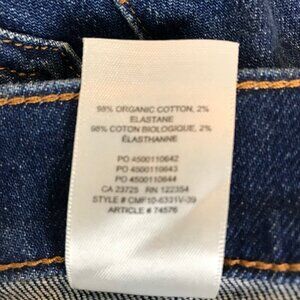 98% ORGANIC COTTON, 2%
ELASTANE
98% COTON BIOLOGIQUE, 2%
ÉLASTHANNE
PO 4500110642
PO 4500110643
PO 4500110644
CA 23725 RN 122354
STYLE # CMF10-6331V-39
ARTICLE # 74576